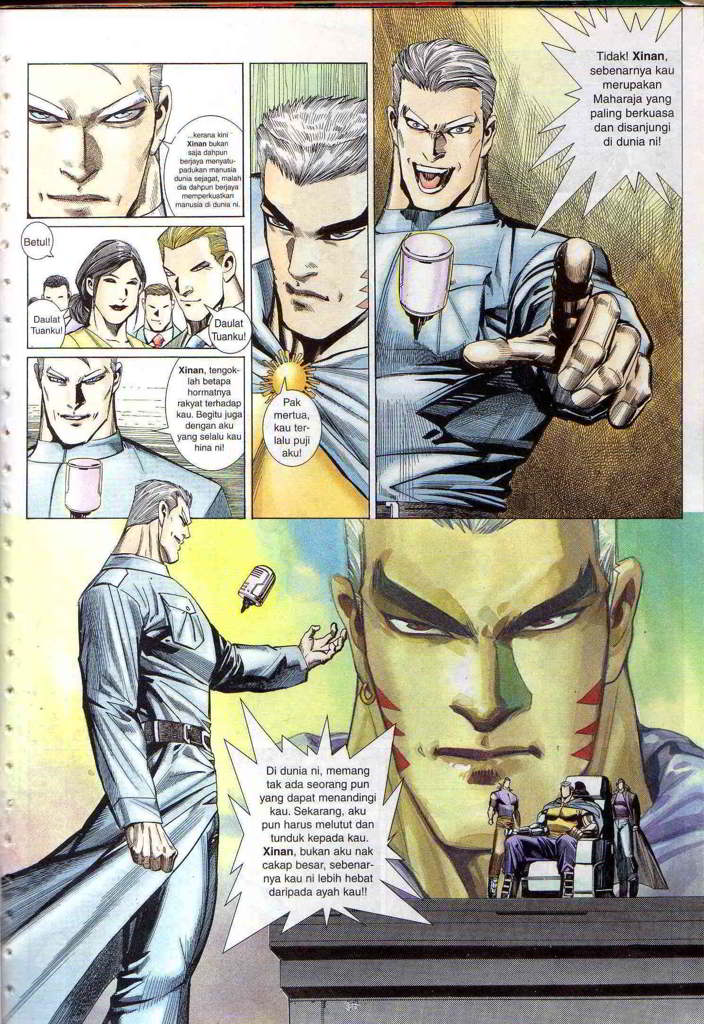 ...kerana kini
Xinan bukan
saja dahpun
berjaya menyatu-
padukan manusia
dunia sejagat, malah
dia dahpun berjaya
memperkuatkan
manusia di dunia ni.
Betul!
Daulat
Tuanku!
Daulat
Tuanku!
Xinan, tengok-
lah betapa
hormatnya
rakyat terhadap
kau. Begitu juga
dengan aku
yang selalu kau
hina ni!
Pak
mertua,
kau ter-
lalu puji
aku!
Tidak! Xinan,
sebenarnya kau
merupakan
Maharaja yang
paling berkuasa
dan disanjungi
di dunia ni!
Di dunia ni, memang
tak ada seorang pun
yang dapat menandingi
kau. Sekarang, aku
pun harus melutut dan
tunduk kepada kau.
Xinan, bukan aku nak
cakap besar, sebenar-
nya kau ni lebih hebat
daripada ayah kau!!